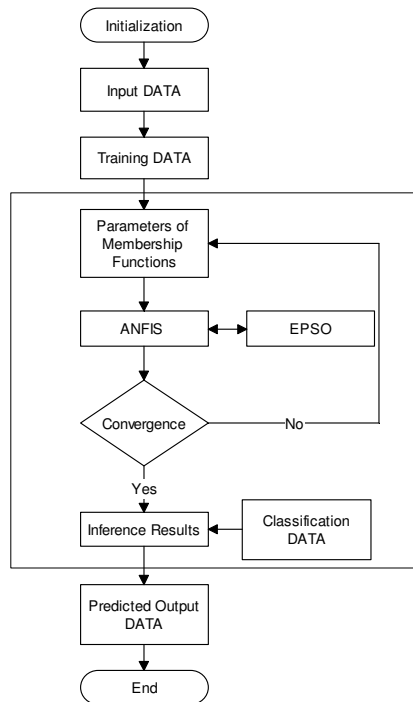 Initialization
Input DATA
Training DATA
Parameters of
Membership
Functions
ANFIS
EPSO
Convergence
No
Yes
Inference Results
Classification
DATA
Predicted Output
DATA
End